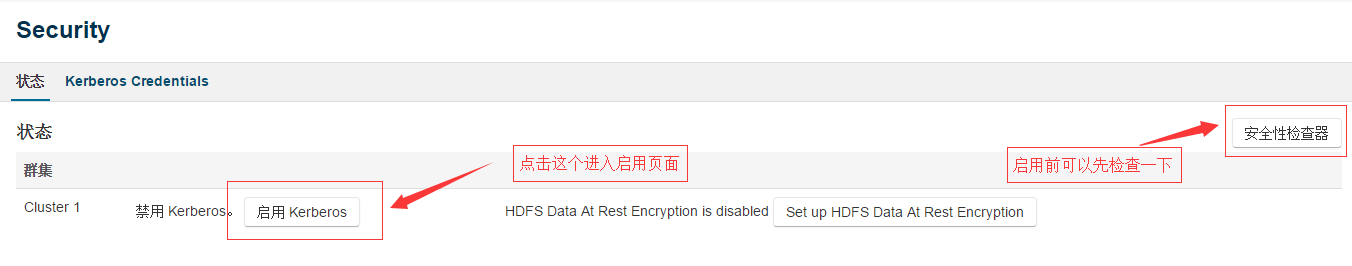 Security
状态 Kerberos Credentials
状态
安全性检查器
群集
点击这个进入启用页面
启用前可以先检查一下
Cluster 1 禁用 Kerberos。 启用 Kerberos HDFS Data At Rest Encryption is disabled Set up HDFS Data At Rest Encryption